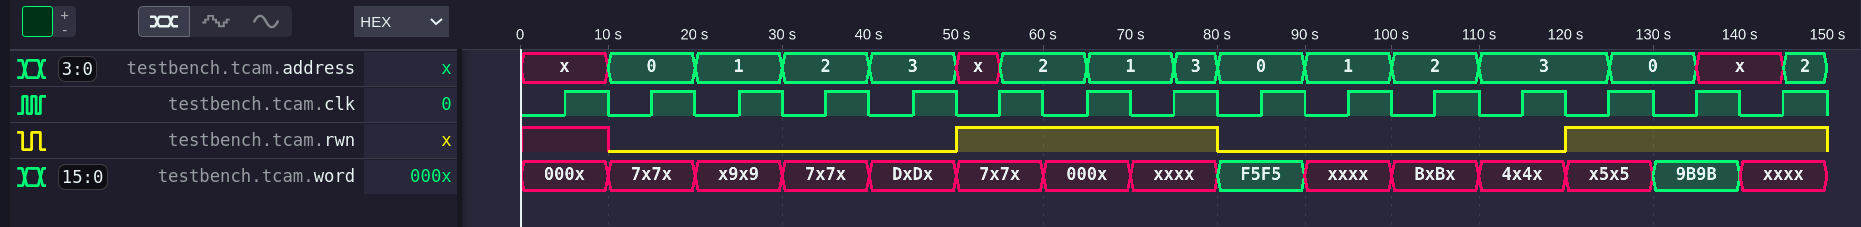 +
-
HEX
0 10 s 20 s 30 s 40 s 50 s 60 s 70 s 80 s 90 s 100 s 110 s 120 s 130 s 140 s 150 s
3:0 testbench.tcam.address x x 0 1 2 3 x 2 1 3 0 1 2 3 0 x 2
testbench.tcam.clk 0
testbench.tcam.rwn x
15:0 testbench.tcam.word 000x 000x 7x7x x9x9 7x7x DxDx 7x7x 000x xxxx F5F5 xxxx BxBx 4x4x x5x5 9B9B xxxx